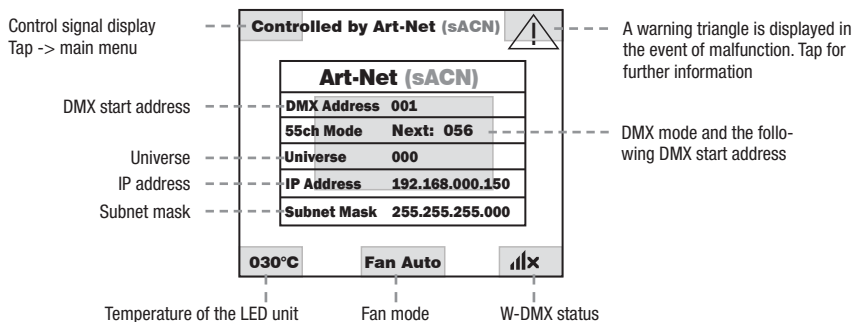 Control signal display
Tap -> main menu
Controlled by Art-Net (sACN)
A warning triangle is displayed in
the event of malfunction. Tap for
further information
Art-Net (sACN)
DMX start address
DMX Address 001
55ch Mode Next: 056
DMX mode and the follo-
wing DMX start address
Universe
Universe 000
IP address
IP Address 192.168.000.150
Subnet mask
Subnet Mask 255.255.255.000
030°C
Fan Auto
Temperature of the LED unit
Fan mode
W-DMX status